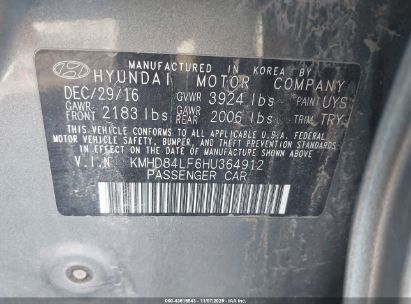 MANUFACTURED IN KOREA BY
HYUNDAI MOTOR COMPANY
DEC/29/16 GVWR 3924 lbs PAINT UYS
GAWR FRONT 2183 lbs GAWR REAR 2006 lbs TRIM TRY
THIS VEHICLE CONFORMS TO ALL APPLICABLE U.S.A. FEDERAL
MOTOR VEHICLE SAFETY, BUMPER, AND THEFT PREVENTION STANDARDS
IN EFFECT ON THE DATE OF MANUFACTURE SHOWN ABOVE.
V.I.N KMHD84LF6HU364912
PASSENGER CAR